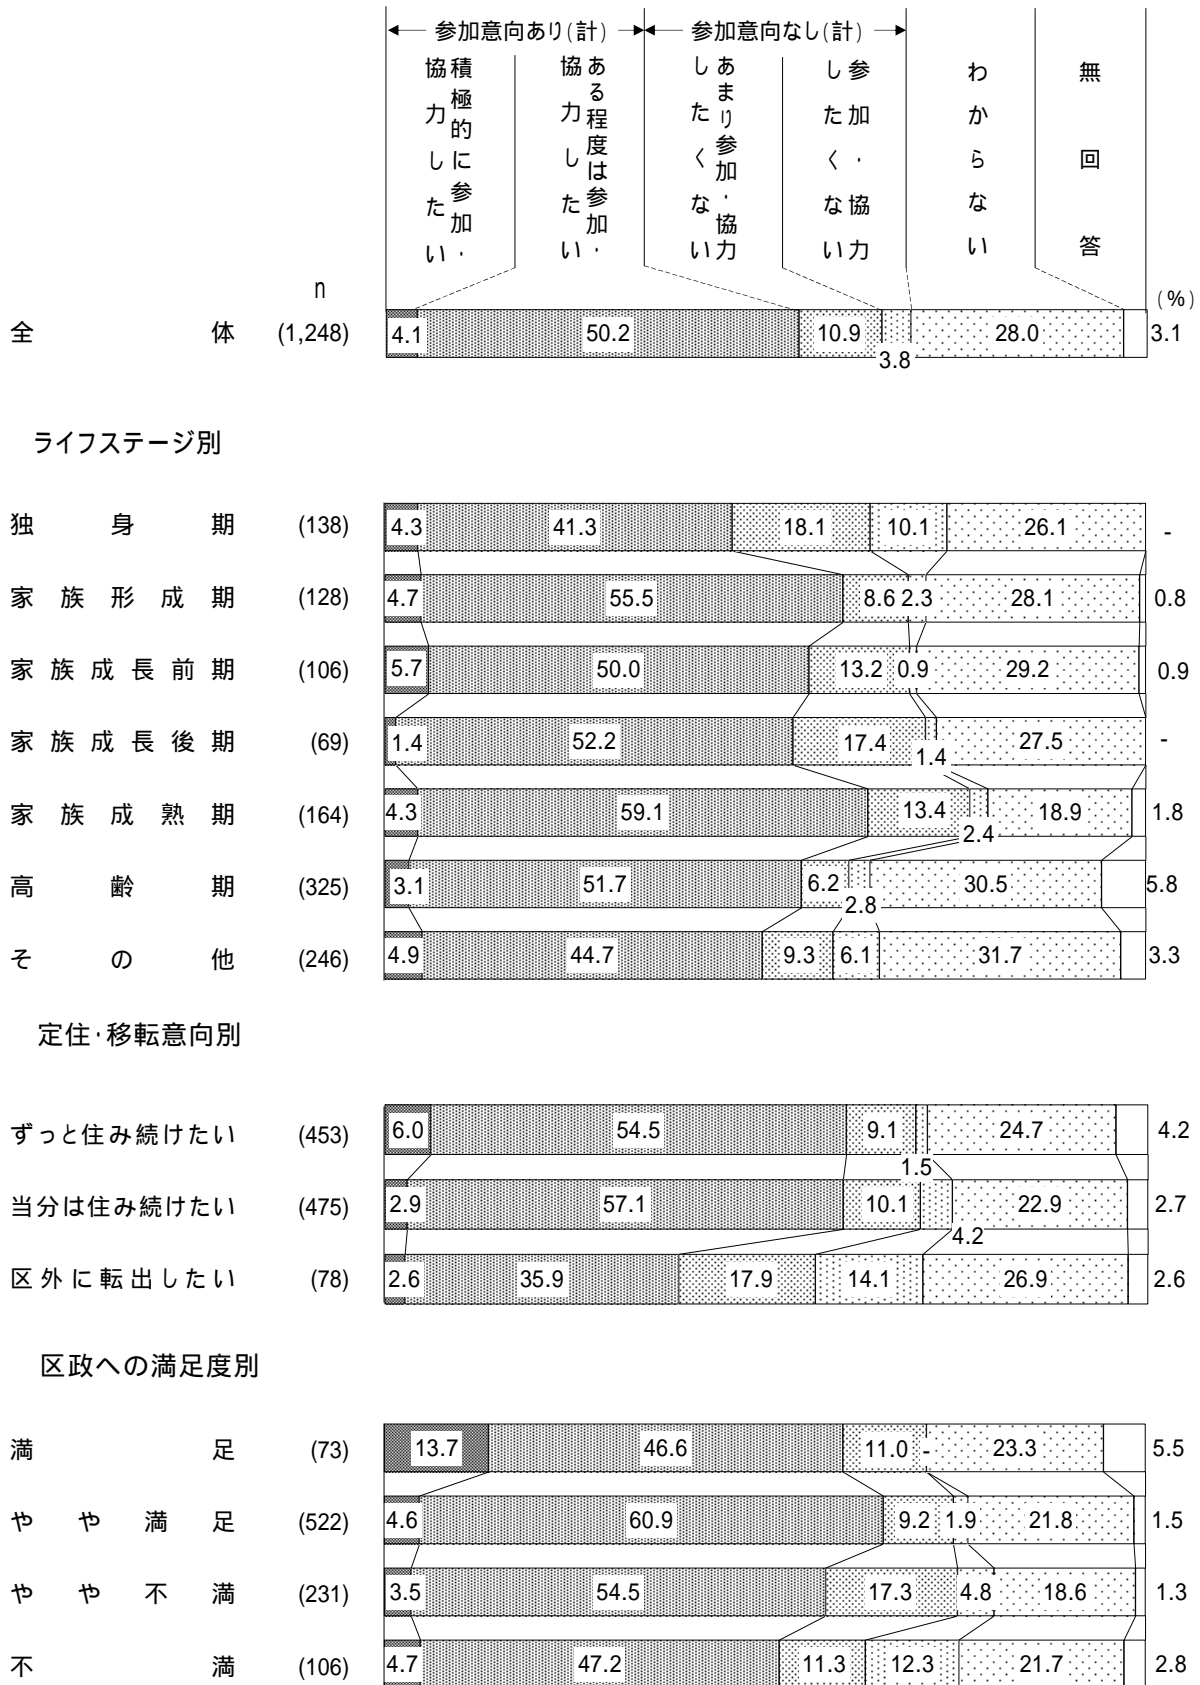 参加意向あり(計)　参加意向なし(計)
積極的に参加・協力したい
ある程度は参加・協力したい
あまり参加・協力したくない
参加・協力したくない
わからない
無回答
n
(%)
全体 (1,248) 4.1 50.2 10.9 3.8 28.0 3.1
ライフステージ別
独身期 (138) 4.3 41.3 18.1 10.1 26.1 -
家族形成期 (128) 4.7 55.5 8.6 2.3 28.1 0.8
家族成長前期 (106) 5.7 50.0 13.2 0.9 29.2 0.9
家族成長後期 (69) 1.4 52.2 17.4 1.4 27.5 -
家族成熟期 (164) 4.3 59.1 13.4 2.4 18.9 1.8
高齢期 (325) 3.1 51.7 6.2 2.8 30.5 5.8
その他 (246) 4.9 44.7 9.3 6.1 31.7 3.3
定住・移転意向別
ずっと住み続けたい (453) 6.0 54.5 9.1 1.5 24.7 4.2
当分は住み続けたい (475) 2.9 57.1 10.1 4.2 22.9 2.7
区外に転出したい (78) 2.6 35.9 17.9 14.1 26.9 2.6
区政への満足度別
満足 (73) 13.7 46.6 11.0 - 23.3 5.5
やや満足 (522) 4.6 60.9 9.2 1.9 21.8 1.5
やや不満 (231) 3.5 54.5 17.3 4.8 18.6 1.3
不満 (106) 4.7 47.2 11.3 12.3 21.7 2.8